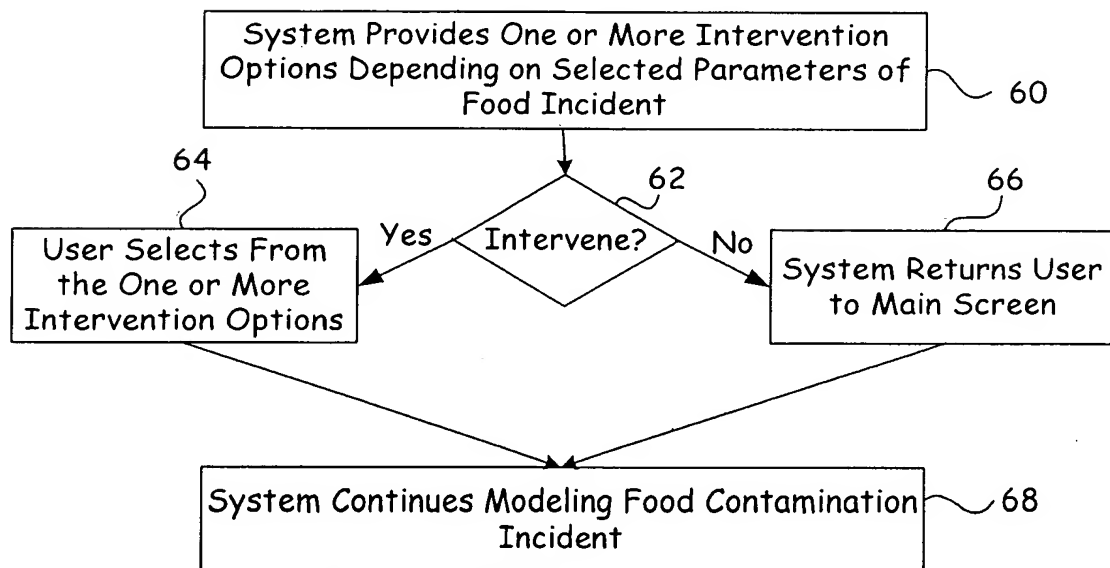 System Provides One or More Intervention
Options Depending on Selected Parameters of
Food Incident
60
64
62
66
Yes
Intervene?
No
User Selects From
the One or More
Intervention Options
System Returns User
to Main Screen
System Continues Modeling Food Contamination
Incident
68